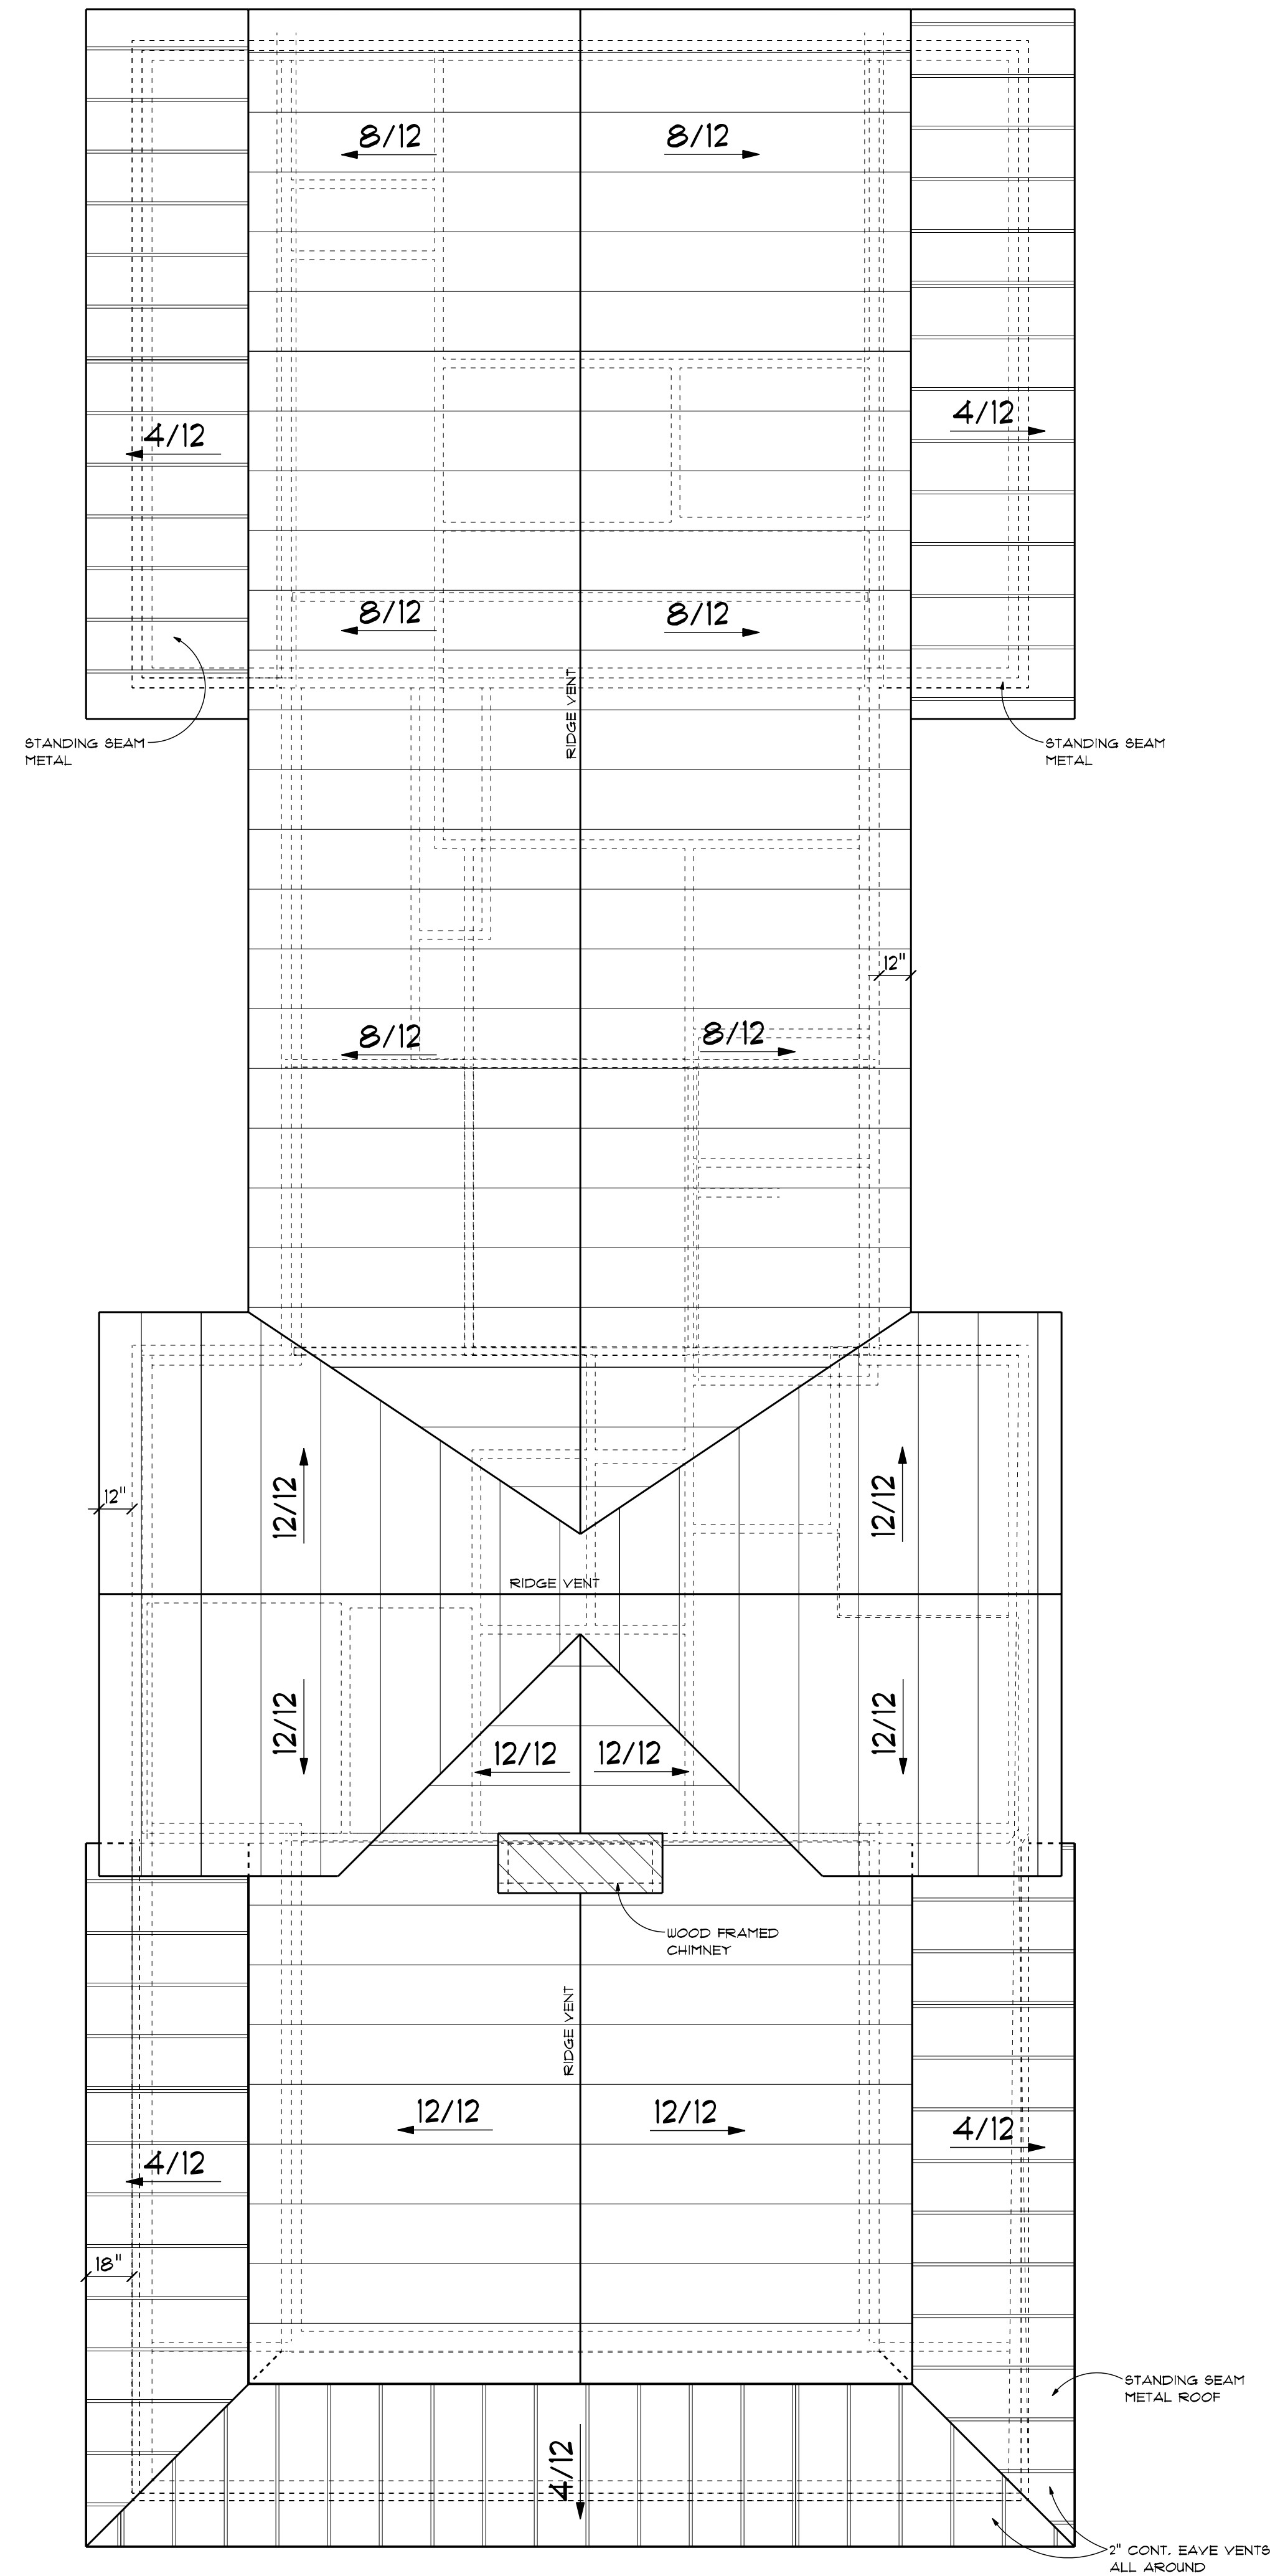 8/12 8/12
4/12 4/12
8/12 8/12
RIDGE VENT
STANDING SEAM
METAL
STANDING SEAM
METAL
12"
8/12 8/12
12/12 12/12
12"
RIDGE VENT
12/12 12/12
12/12 12/12
WOOD FRAMED
CHIMNEY
RIDGE VENT
12/12 12/12
4/12 4/12
18"
STANDING SEAM
METAL ROOF
4/12
2" CONT. EAVE VENTS
ALL AROUND